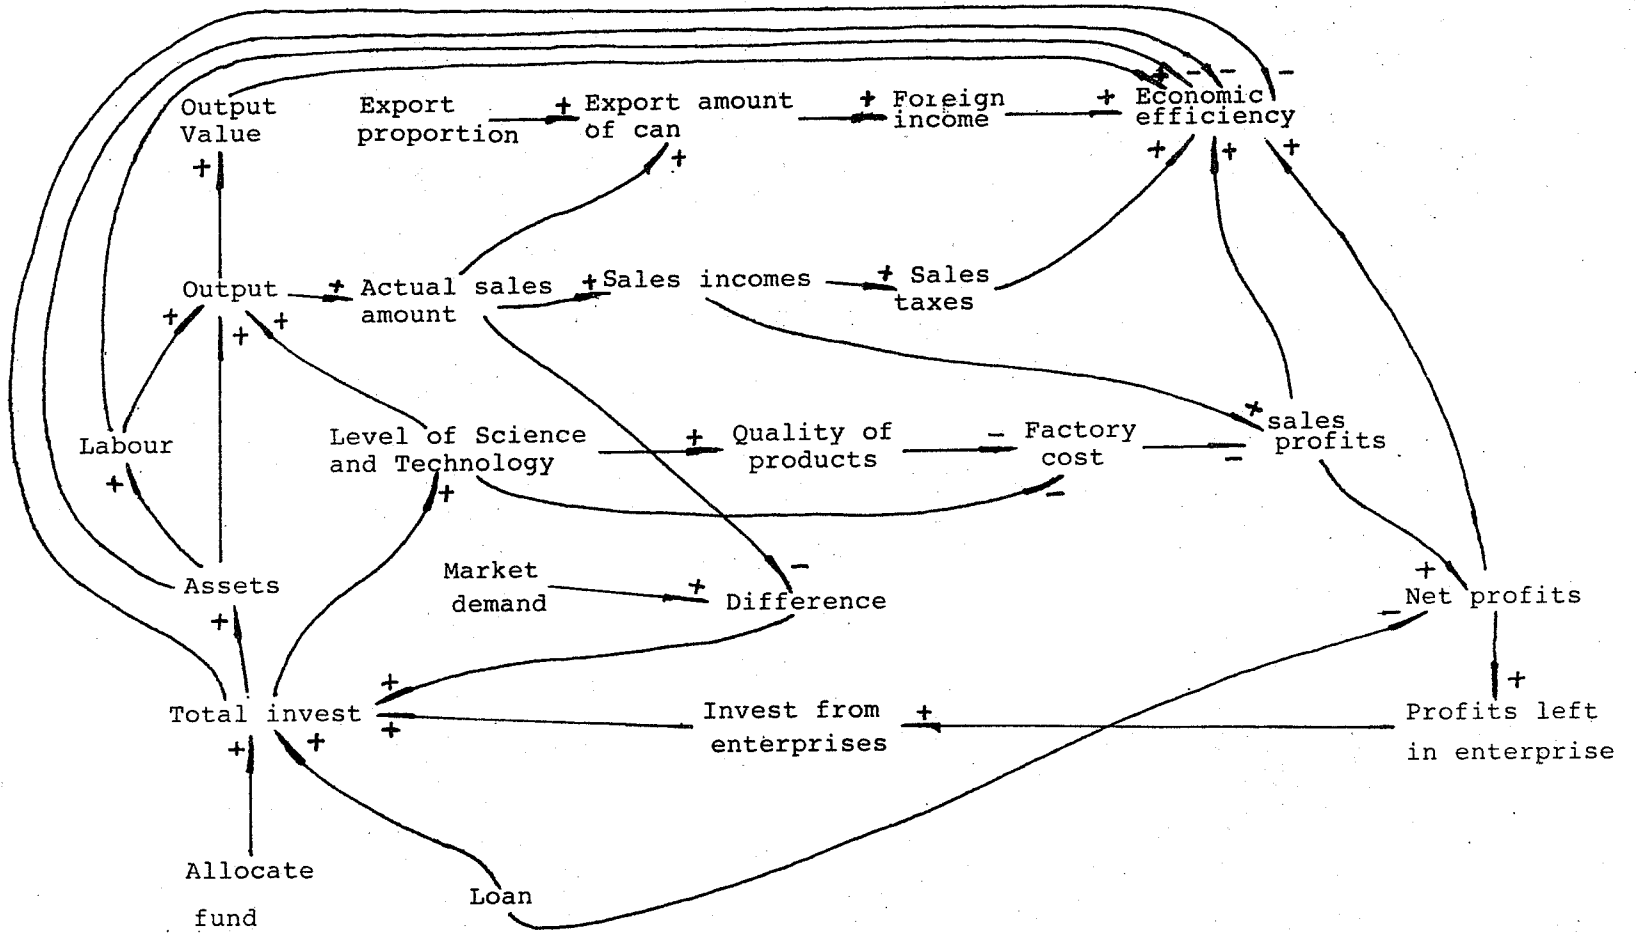 Output
Value
Export
proportion
Export amount
of can
Foreign
income
Economic
efficiency
Output
Actual sales
amount
Sales incomes
Sales
taxes
Labour
Level of Science
and Technology
Quality of
products
Factory
cost
sales
profits
Assets
Market
demand
Difference
Net profits
Total invest
Invest from
enterprises
Profits left
in enterprise
Allocate
fund
Loan